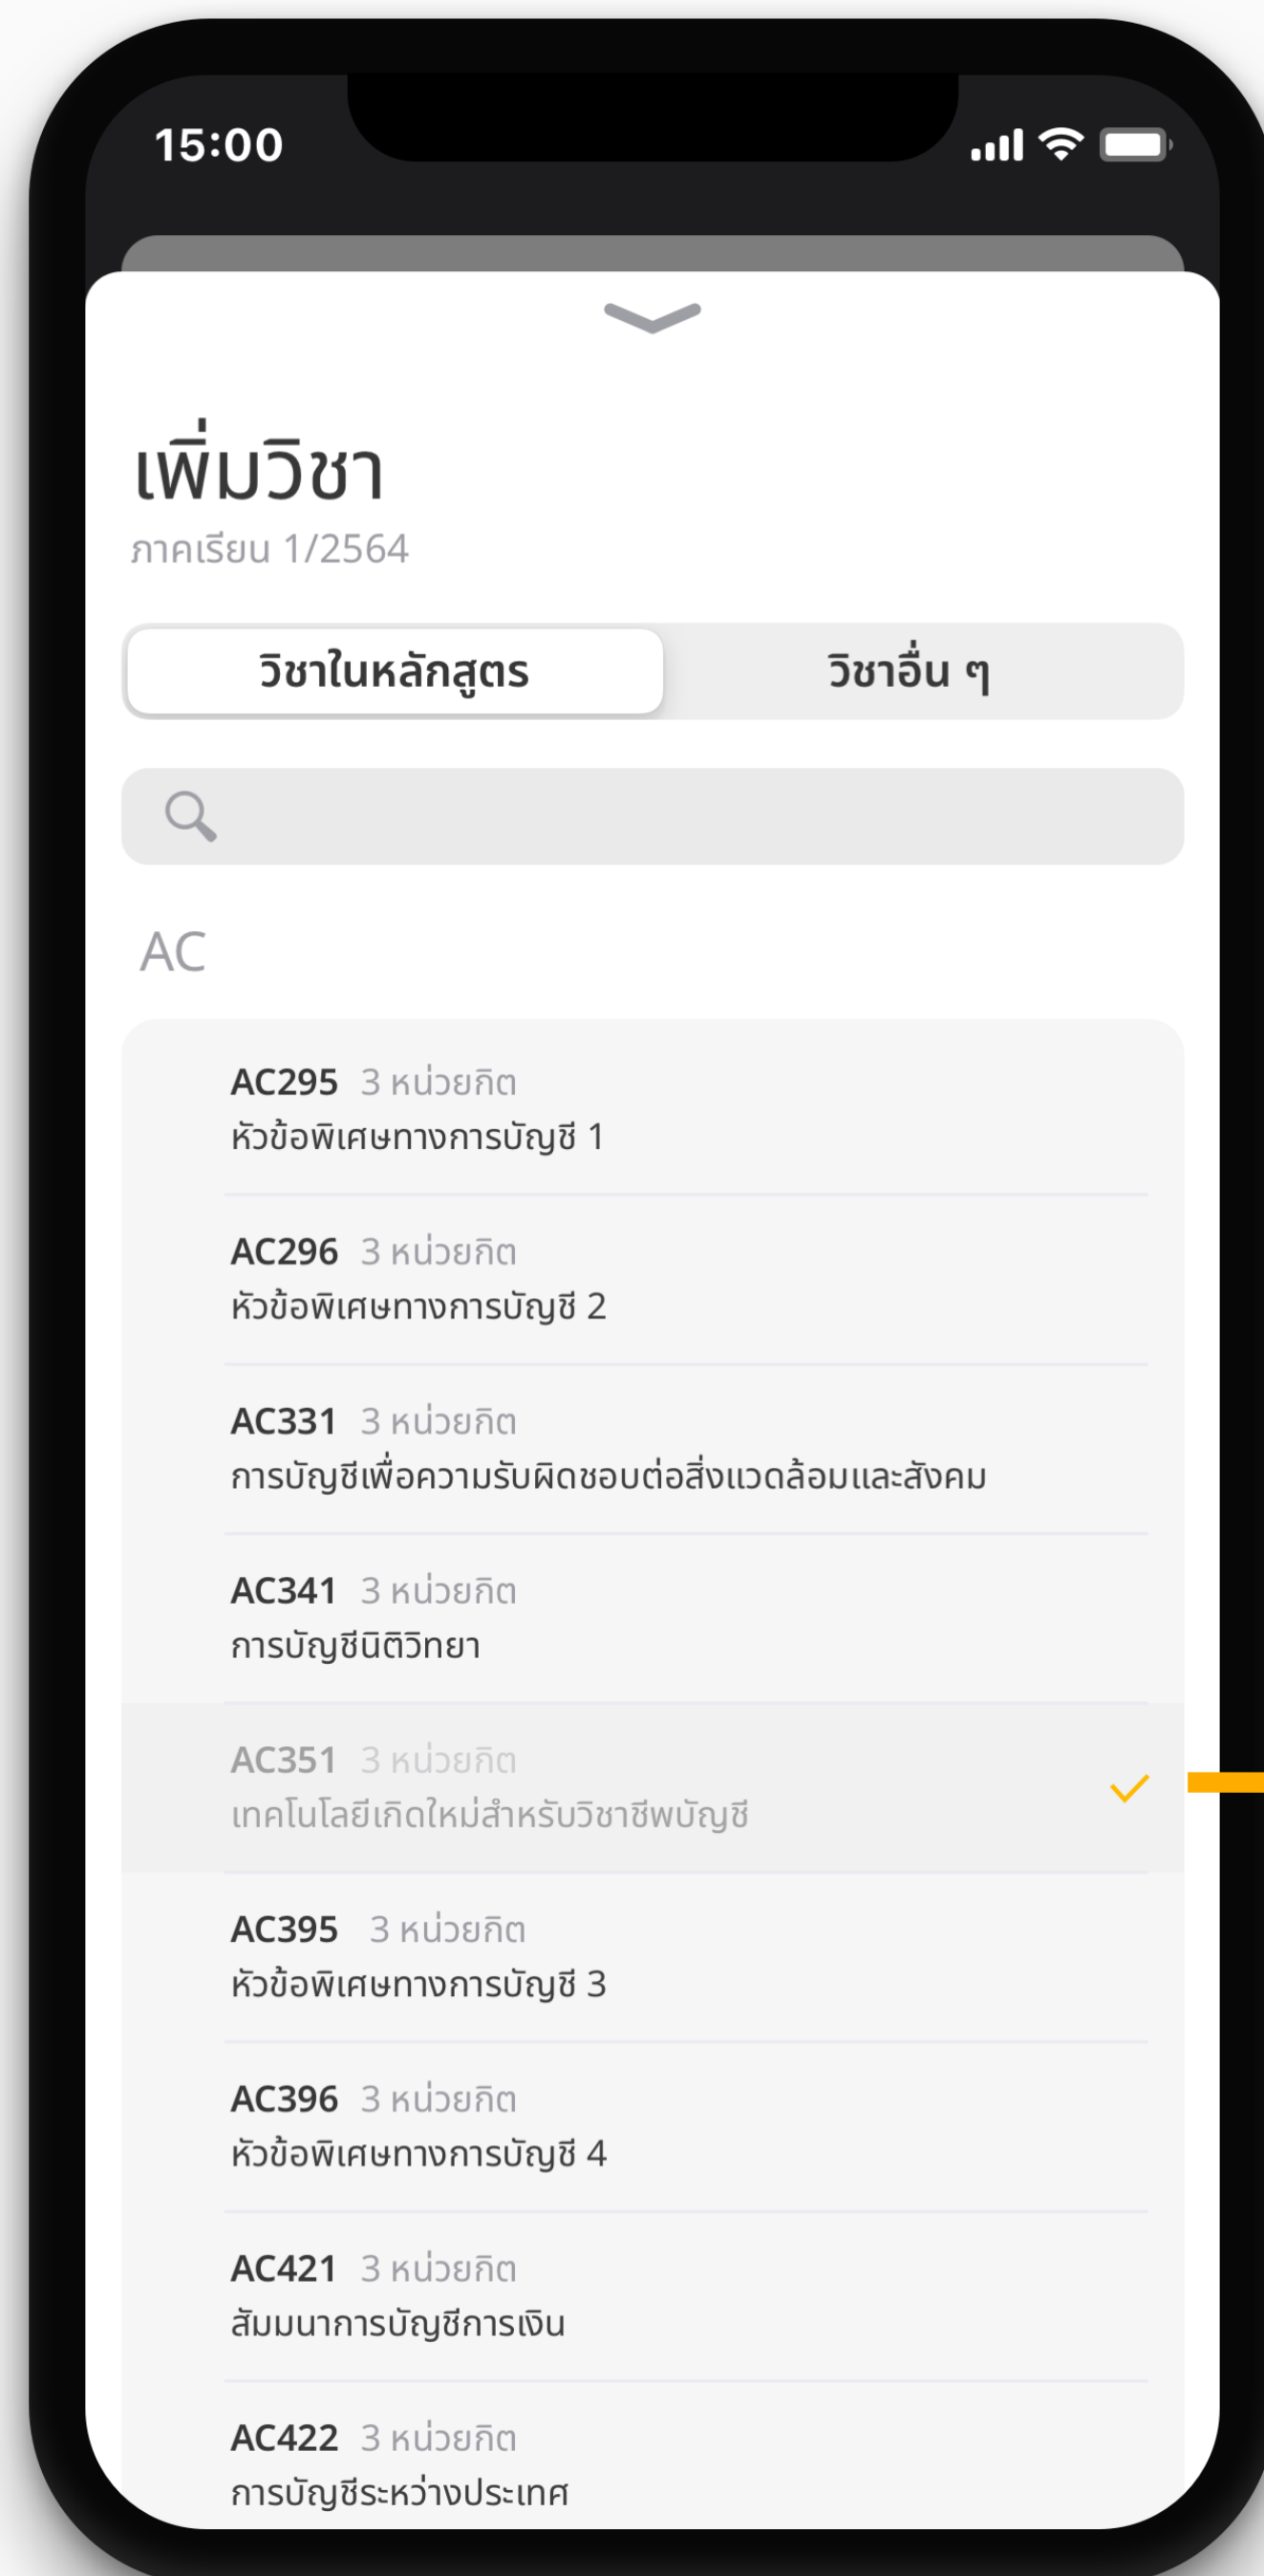 15:00
เพิ่มวิชา
ภาคเรียน 1/2564
วิชาในหลักสูตร
วิชาอื่น ๆ
AC
AC295 3 หน่วยกิต
หัวข้อพิเศษทางการบัญชี 1
AC296 3 หน่วยกิต
หัวข้อพิเศษทางการบัญชี 2
AC331 3 หน่วยกิต
การบัญชีเพื่อความรับผิดชอบต่อสิ่งแวดล้อมและสังคม
AC341 3 หน่วยกิต
การบัญชีนิติวิทยา
AC351 3 หน่วยกิต
เทคโนโลยีเกิดใหม่สำหรับวิชาชีพบัญชี
AC395 3 หน่วยกิต
หัวข้อพิเศษทางการบัญชี 3
AC396 3 หน่วยกิต
หัวข้อพิเศษทางการบัญชี 4
AC421 3 หน่วยกิต
สัมมนาการบัญชีการเงิน
AC422 3 หน่วยกิต
การบัญชีระหว่างประเทศ